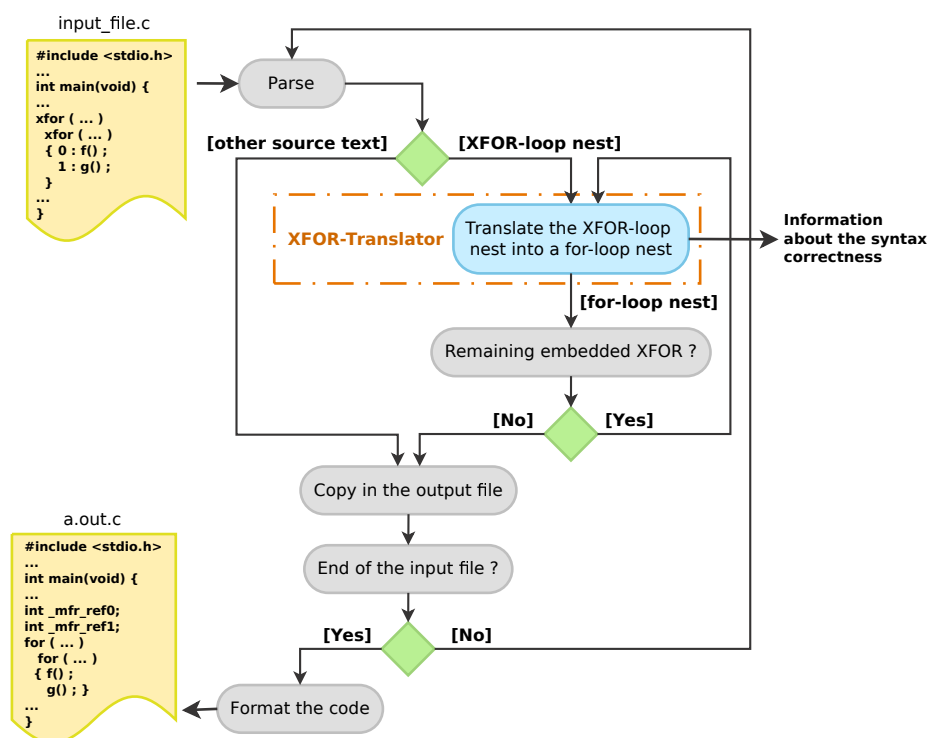 input_file.c
#include <stdio.h>
...
int main(void) {
...
xfor ( ... )
xfor ( ... )
{ 0 : f() ;
1 : g() ;
}
...
}
Parse
[other source text]
[XFOR-loop nest]
XFOR-Translator
Translate the XFOR-loop
nest into a for-loop nest
Information
about the syntax
correctness
[for-loop nest]
Remaining embedded XFOR ?
[No]
[Yes]
Copy in the output file
End of the input file ?
[Yes]
[No]
Format the code
a.out.c
#include <stdio.h>
...
int main(void) {
...
int _mfr_ref0;
int _mfr_ref1;
for ( ... )
for ( ... )
{ f() ;
g() ; }
...
}